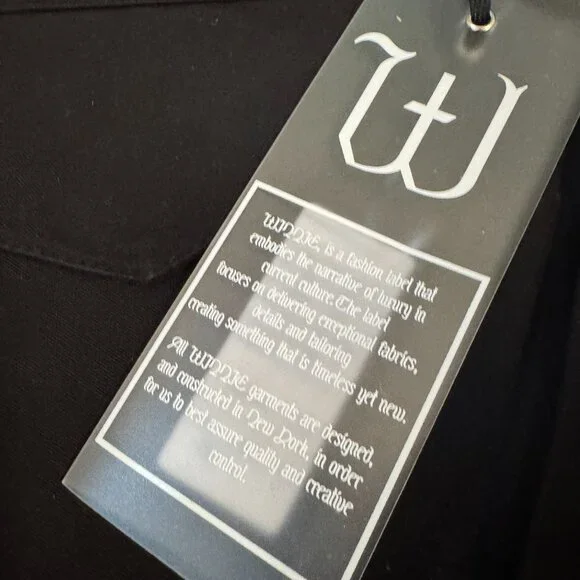 W
WINNIE, is a fashion label that
embodies the narrative of luxury in
current culture. The label
focuses on delivering exceptional fabrics,
details and tailoring
creating something that is timeless yet new.
All WINNIE garments are designed,
and constructed in New York, in order
for us to best assure quality and creative
control.